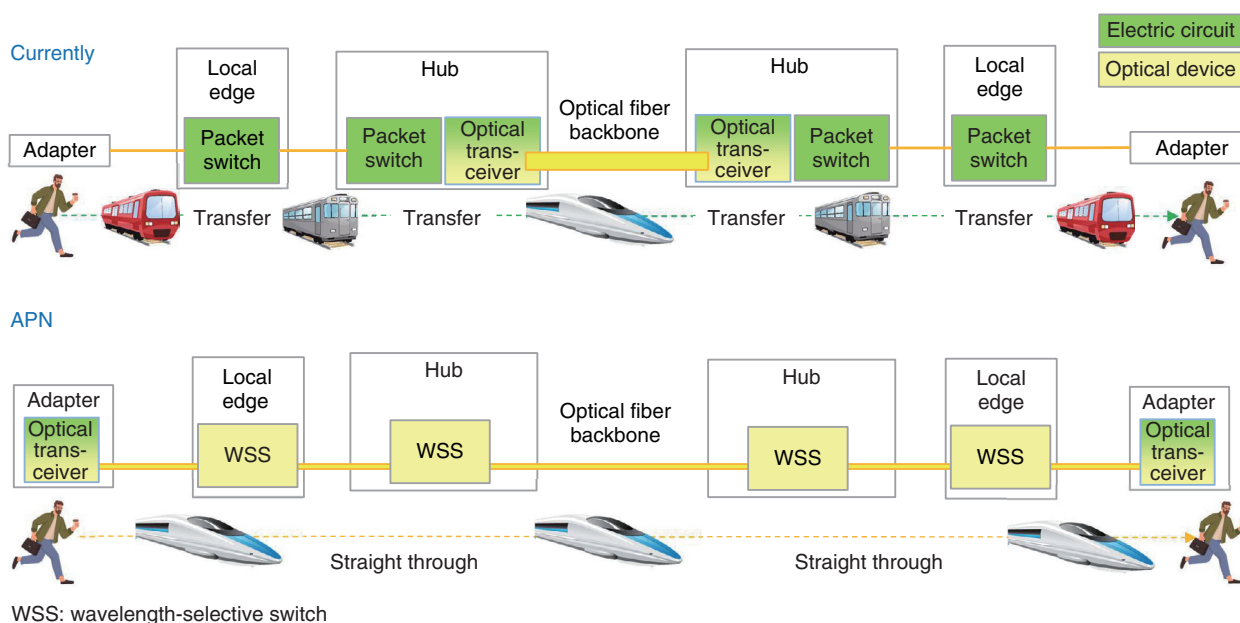 Currently
Electric circuit
Optical device
Local
edge
Hub
Optical fiber
backbone
Hub
Local
edge
Adapter
Packet
switch
Packet
switch
Optical
trans-
ceiver
Optical
trans-
ceiver
Packet
switch
Packet
switch
Adapter
Transfer
Transfer
Transfer
Transfer
APN
Adapter
Optical
trans-
ceiver
Local
edge
WSS
Hub
WSS
Optical fiber
backbone
Hub
WSS
Local
edge
WSS
Adapter
Optical
trans-
ceiver
Straight through
Straight through
WSS: wavelength-selective switch